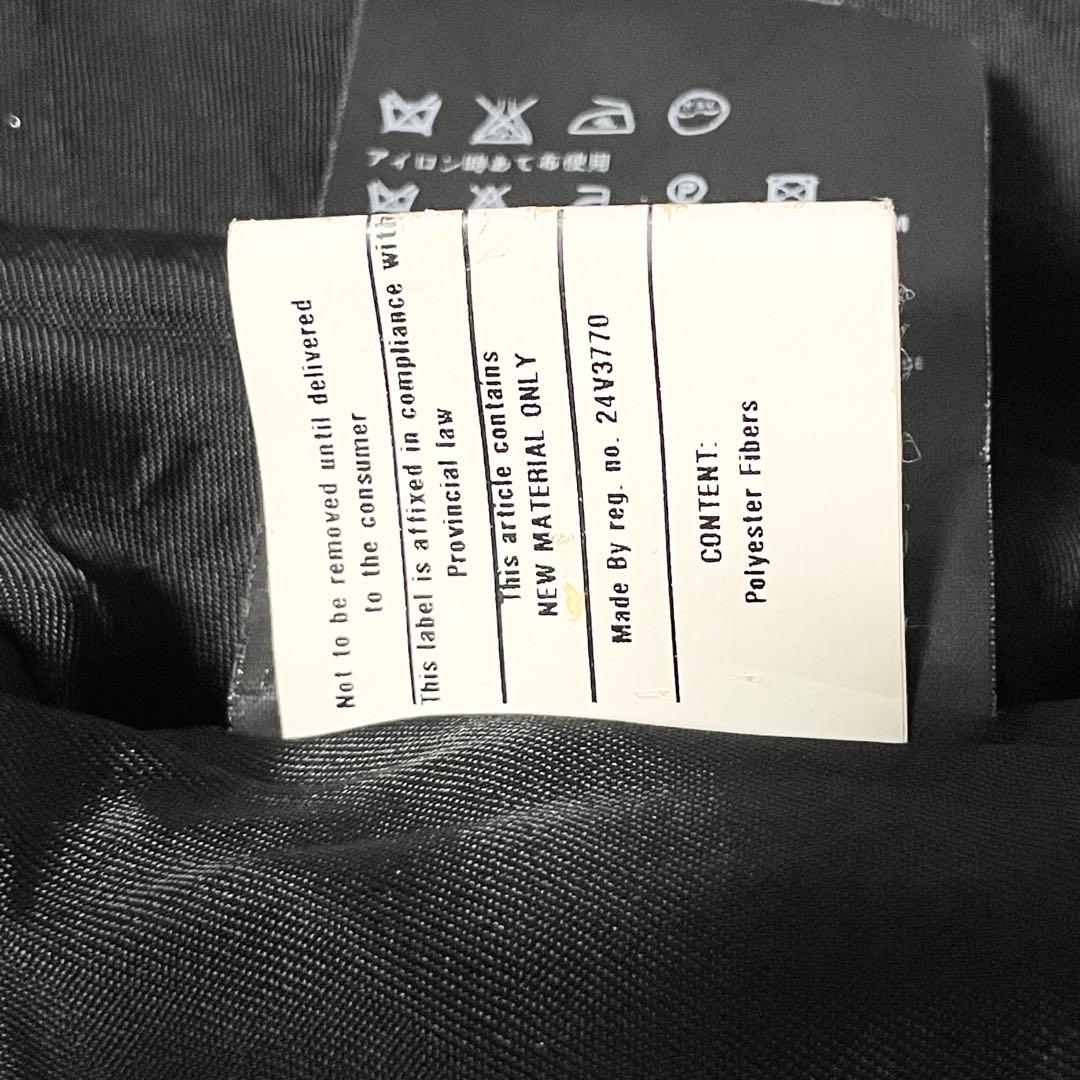 アイロン時あて布使用
Not to be removed until delivered
to the consumer
This label is affixed in compliance with
Provincial law
This article contains
NEW MATERIAL ONLY
Made By reg. no. 24V3770
CONTENT:
Polyester Fibers